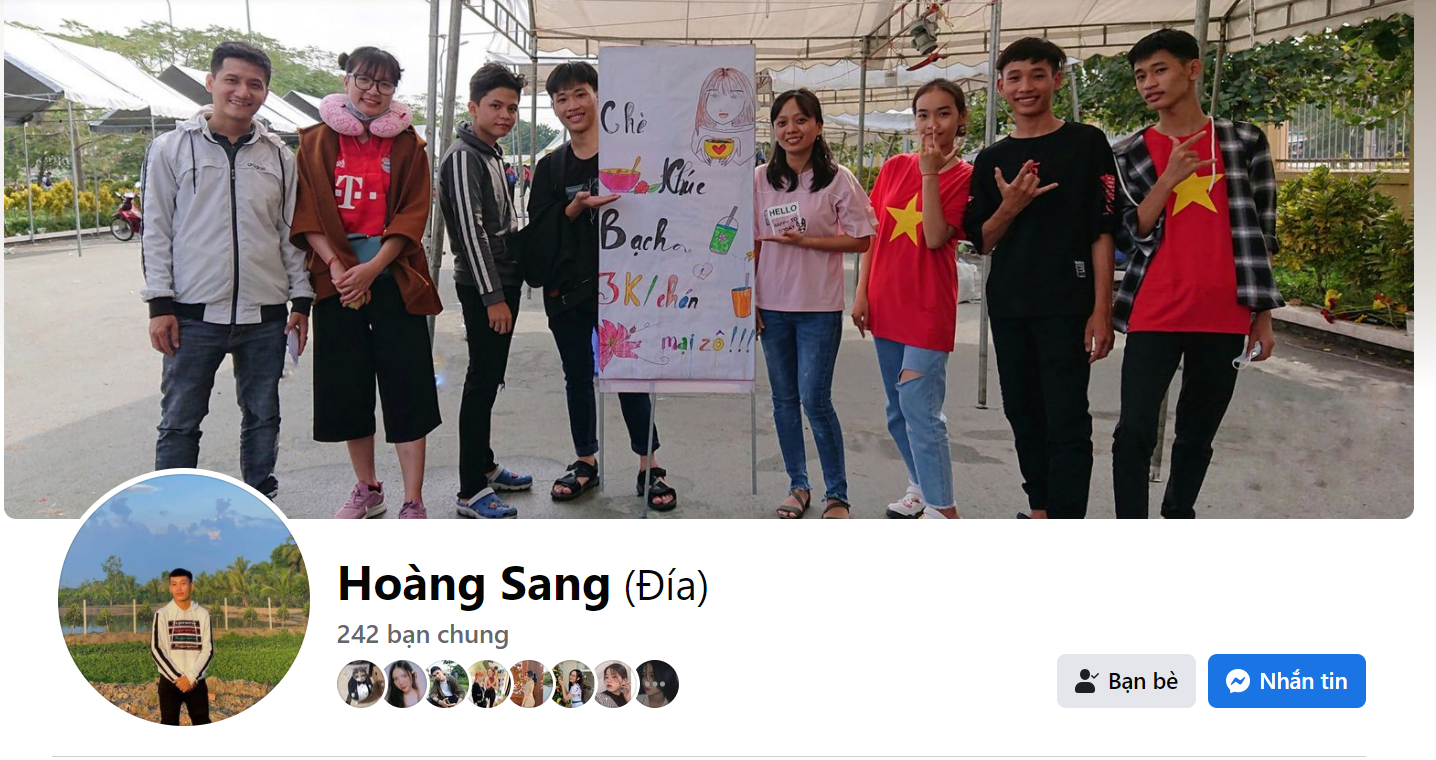 Chè
Khúc
Bạch
3K/chén
mại zô!!!
HELLO
T
Hoàng Sang (Đía)
242 bạn chung
Bạn bè
Nhắn tin